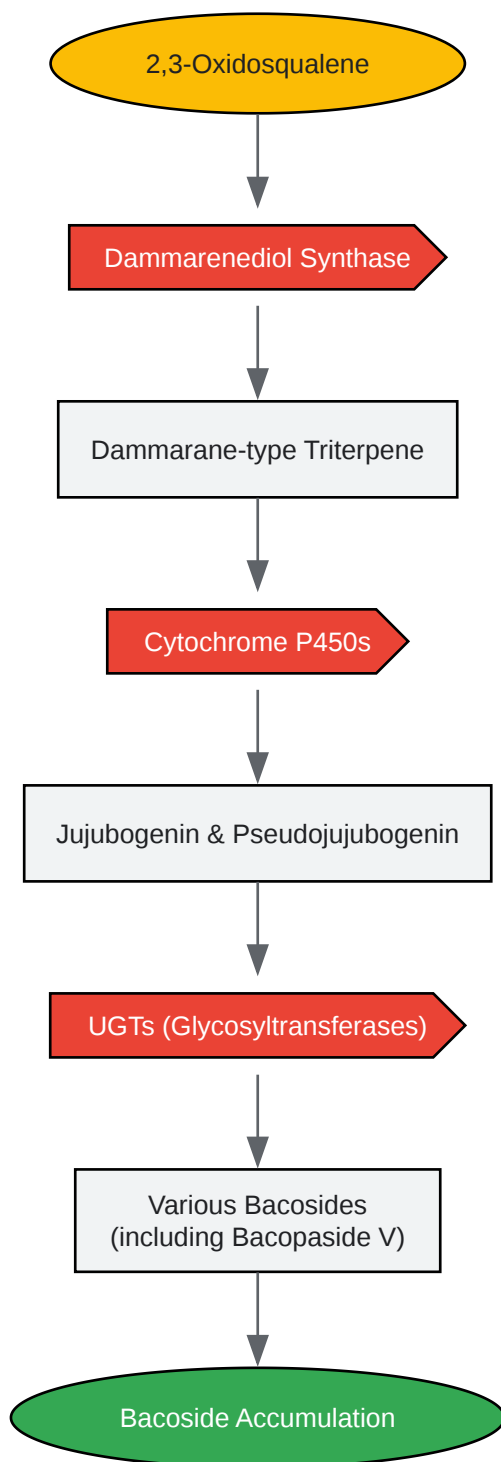 2,3-Oxidosqualene
Dammarenediol Synthase
Dammarane-type Triterpene
Cytochrome P450s
Jujubogenin & Pseudojujubogenin
UGTs (Glycosyltransferases)
Various Bacosides
(including Bacopaside V)
Bacoside Accumulation